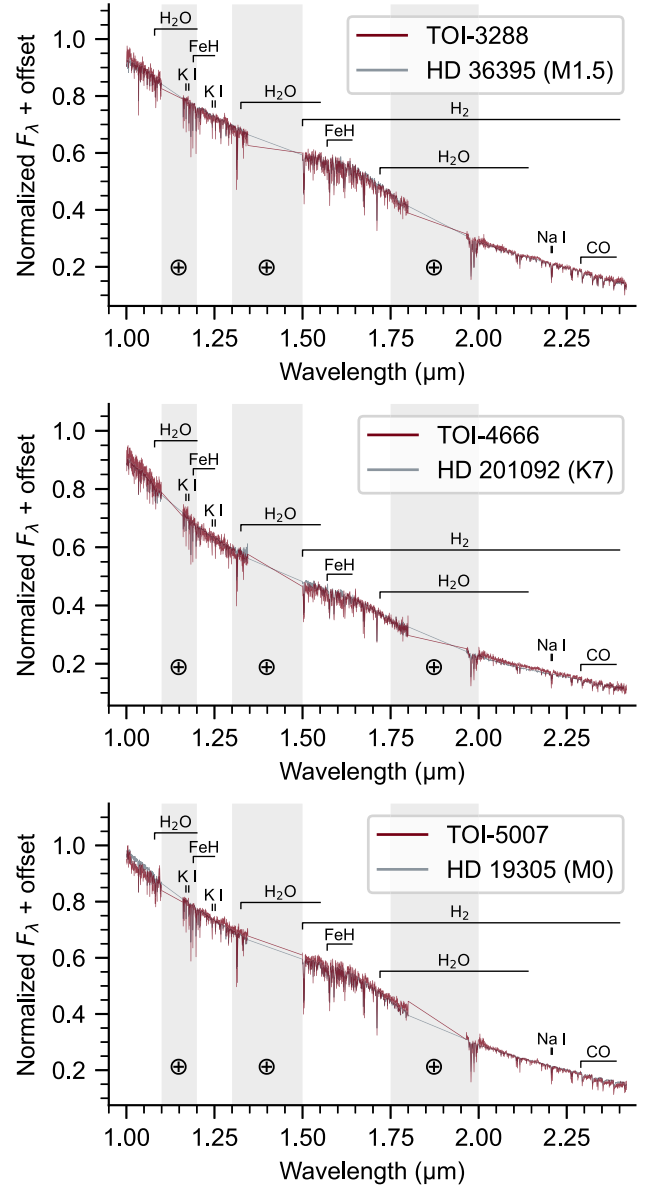 H₂O
FeH
K I
K I
H₂O
TOI-3288
HD 36395 (M1.5)
H₂
FeH
H₂O
Na I
CO
1.0
0.8
0.6
0.4
0.2
Normalized Fλ + offset
⊕ ⊕ ⊕
1.00 1.25 1.50 1.75 2.00 2.25
Wavelength (μm)
H₂O
FeH
K I
K I
H₂O
TOI-4666
HD 201092 (K7)
H₂
FeH
H₂O
Na I
CO
1.0
0.8
0.6
0.4
0.2
Normalized Fλ + offset
⊕ ⊕ ⊕
1.00 1.25 1.50 1.75 2.00 2.25
Wavelength (μm)
H₂O
FeH
K I
K I
H₂O
TOI-5007
HD 19305 (M0)
H₂
FeH
H₂O
Na I
CO
1.0
0.8
0.6
0.4
0.2
Normalized Fλ + offset
⊕ ⊕ ⊕
1.00 1.25 1.50 1.75 2.00 2.25
Wavelength (μm)